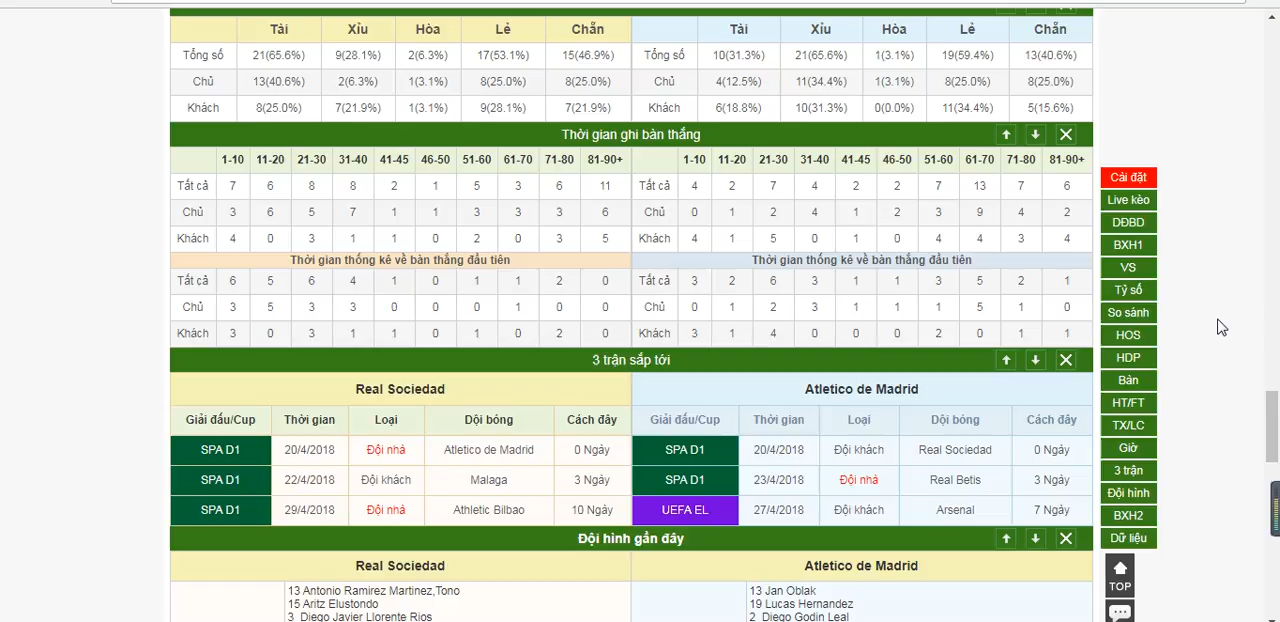 Tài Xỉu Hòa Lẻ Chẵn Tài Xỉu Hòa Lẻ Chẵn
Tổng số 21(65.6%) 9(28.1%) 2(6.3%) 17(53.1%) 15(46.9%) Tổng số 10(31.3%) 21(65.6%) 1(3.1%) 19(59.4%) 13(40.6%)
Chủ 13(40.6%) 2(6.3%) 1(3.1%) 8(25.0%) 8(25.0%) Chủ 4(12.5%) 11(34.4%) 1(3.1%) 8(25.0%) 8(25.0%)
Khách 8(25.0%) 7(21.9%) 1(3.1%) 9(28.1%) 7(21.9%) Khách 6(18.8%) 10(31.3%) 0(0.0%) 11(34.4%) 5(15.6%)
Thời gian ghi bàn thắng
1-10 11-20 21-30 31-40 41-45 46-50 51-60 61-70 71-80 81-90+ 1-10 11-20 21-30 31-40 41-45 46-50 51-60 61-70 71-80 81-90+
Tất cả 7 6 8 8 2 1 5 3 6 11 Tất cả 4 2 7 4 2 2 7 13 7 6
Chủ 3 6 5 7 1 1 3 3 3 6 Chủ 0 1 2 4 1 2 3 9 4 2
Khách 4 0 3 1 1 0 2 0 3 5 Khách 4 1 5 0 1 0 4 4 3 4
Thời gian thống kê về bàn thắng đầu tiên Thời gian thống kê về bàn thắng đầu tiên
Tất cả 6 5 6 4 1 0 1 1 2 0 Tất cả 3 2 6 3 1 1 3 5 2 1
Chủ 3 5 3 3 0 0 0 1 0 0 Chủ 0 1 2 3 1 1 1 5 1 0
Khách 3 0 3 1 1 0 1 0 2 0 Khách 3 1 4 0 0 0 2 0 1 1
3 trận sắp tới
Real Sociedad Atletico de Madrid
Giải đấu/Cup Thời gian Loại Dội bóng Cách đây Giải đấu/Cup Thời gian Loại Dội bóng Cách đây
SPA D1 20/4/2018 Đội nhà Atletico de Madrid 0 Ngày SPA D1 20/4/2018 Đội khách Real Sociedad 0 Ngày
SPA D1 22/4/2018 Đội khách Malaga 3 Ngày SPA D1 23/4/2018 Đội nhà Real Betis 3 Ngày
SPA D1 29/4/2018 Đội nhà Athletic Bilbao 10 Ngày UEFA EL 27/4/2018 Đội khách Arsenal 7 Ngày
Đội hình gần đây
Real Sociedad Atletico de Madrid
13 Antonio Ramirez Martinez,Tono 13 Jan Oblak
15 Aritz Elustondo 19 Lucas Hernandez
3 Diego Javier Llorente Rios 2 Diego Godin Leal
Cài đặt
Live kèo
DĐBD
BXH1
VS
Tỷ số
So sánh
HOS
HDP
Bàn
HT/FT
TX/LC
Giờ
3 trận
Đội hình
BXH2
Dữ liệu
TOP